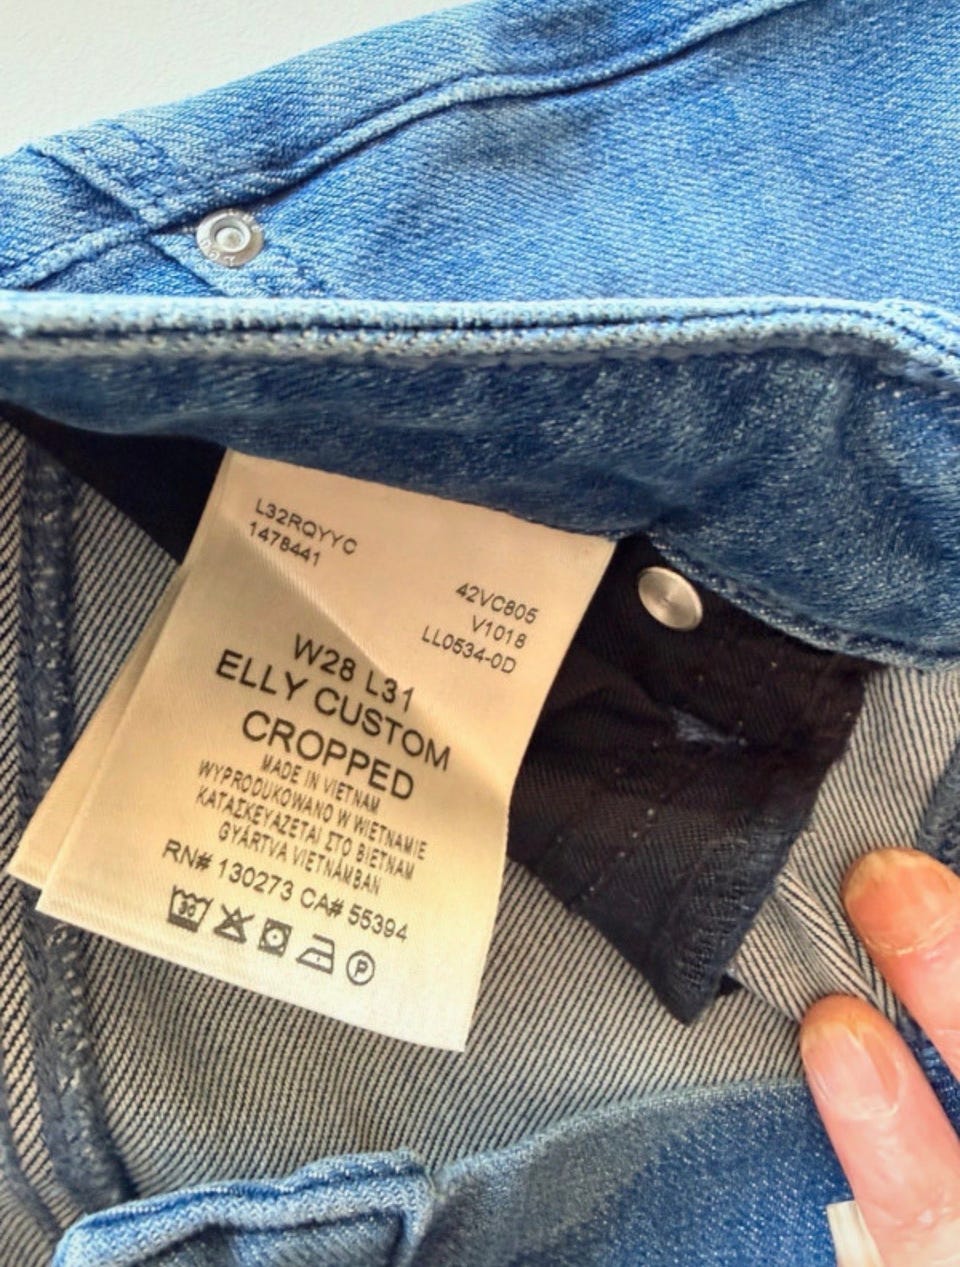 L32RQYYC
1478441
42VC805
V1018
LL0534-0D
W28 L31
ELLY CUSTOM
CROPPED
MADE IN VIETNAM
WYPRODUKOWANO W WIETNAMIE
ΚΑΤΑΣΚΕΥΑΖΕΤΑΙ ΣΤΟ ΒΙΕΤΝΑΜ
GYÁRTVA VIETNÁMBAN
RN# 130273 CA# 55394
30
P